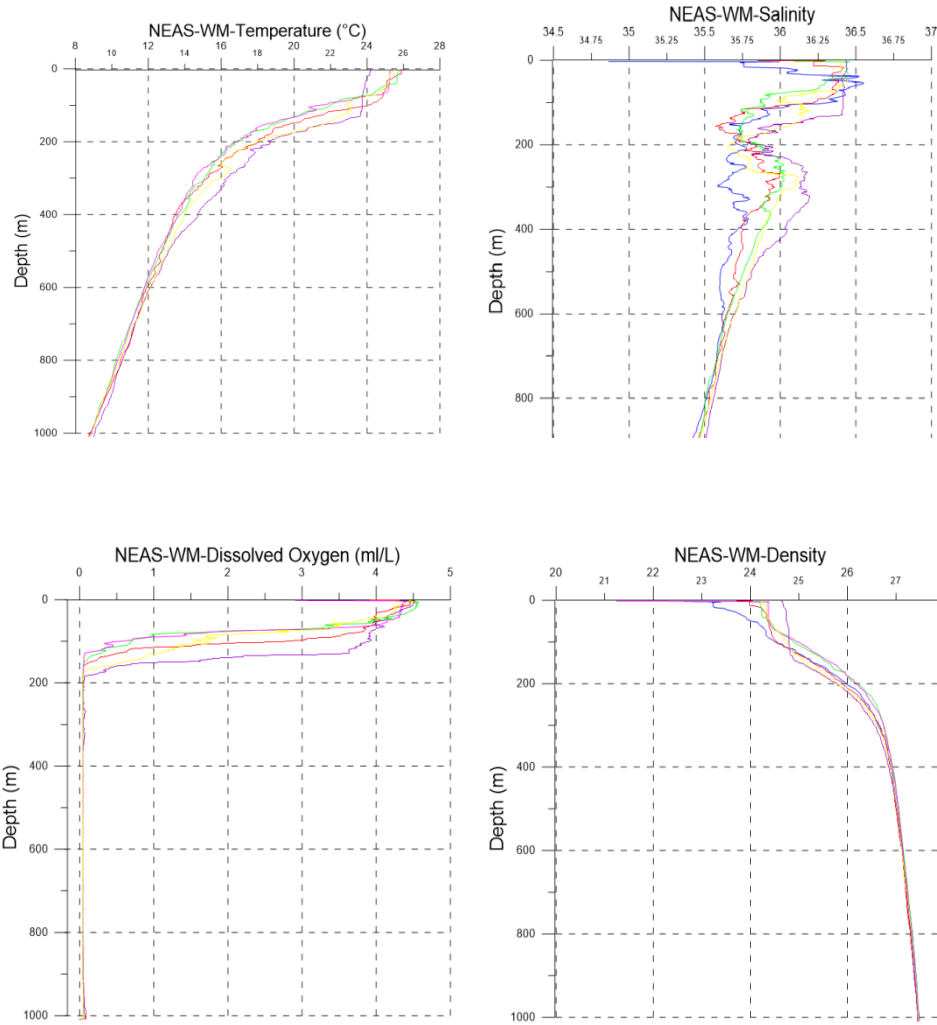 NEAS-WM-Temperature (°C)
8 10 12 14 16 18 20 22 24 26 28
0
200
400
600
800
1000
Depth (m)
NEAS-WM-Salinity
34.5 35 35.5 36 36.5 37
34.75 35.25 35.75 36.25 36.75
0
200
400
600
800
Depth (m)
NEAS-WM-Dissolved Oxygen (ml/L)
0 1 2 3 4 5
0
200
400
600
800
1000
Depth (m)
NEAS-WM-Density
20 21 22 23 24 25 26 27
0
200
400
600
800
1000
Depth (m)